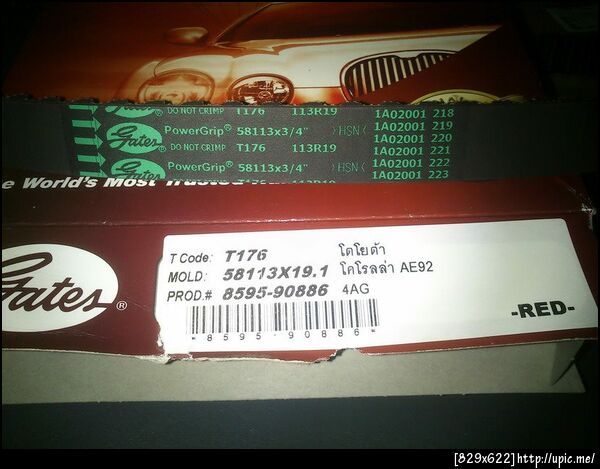 Gates DO NOT CRIMP T176 113R19 1A02001 218
PowerGrip® 58113x3/4" >HSN< 1A02001 219
DO NOT CRIMP T176 113R19 1A02001 220
Gates PowerGrip® 58113x3/4" >HSN< 1A02001 221
1A02001 222
1A02001 223
e World's Most Trusted
Gates®
T Code: T176 โตโยต้า
MOLD: 58113X19.1 โคโรลล่า AE92
PROD.# 8595-90886 4AG
*8595-90886*
-RED-
[829x622]http://upic.me/